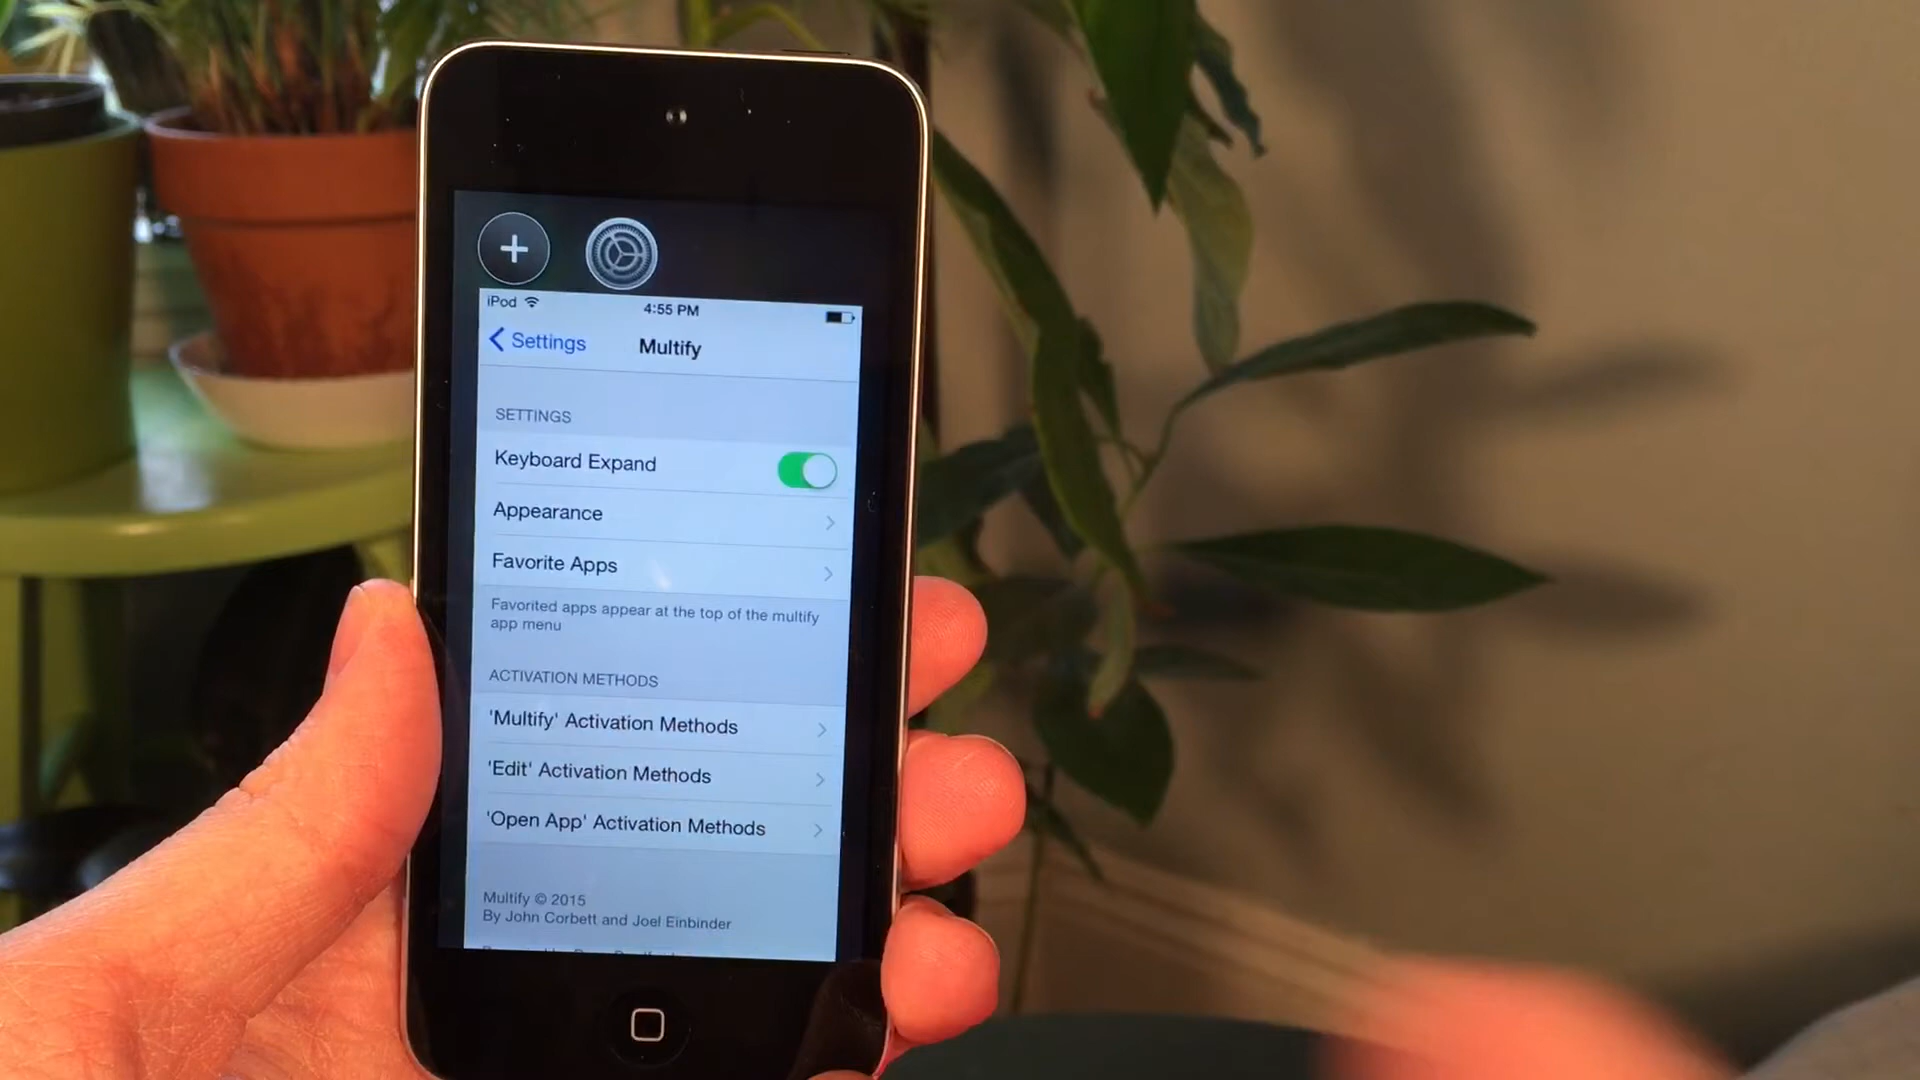 iPod
4:55 PM
Settings
Multify
SETTINGS
Keyboard Expand
Appearance
Favorite Apps
Favorited apps appear at the top of the multify
app menu
ACTIVATION METHODS
'Multify' Activation Methods
'Edit' Activation Methods
'Open App' Activation Methods
Multify © 2015
By John Corbett and Joel Einbinder